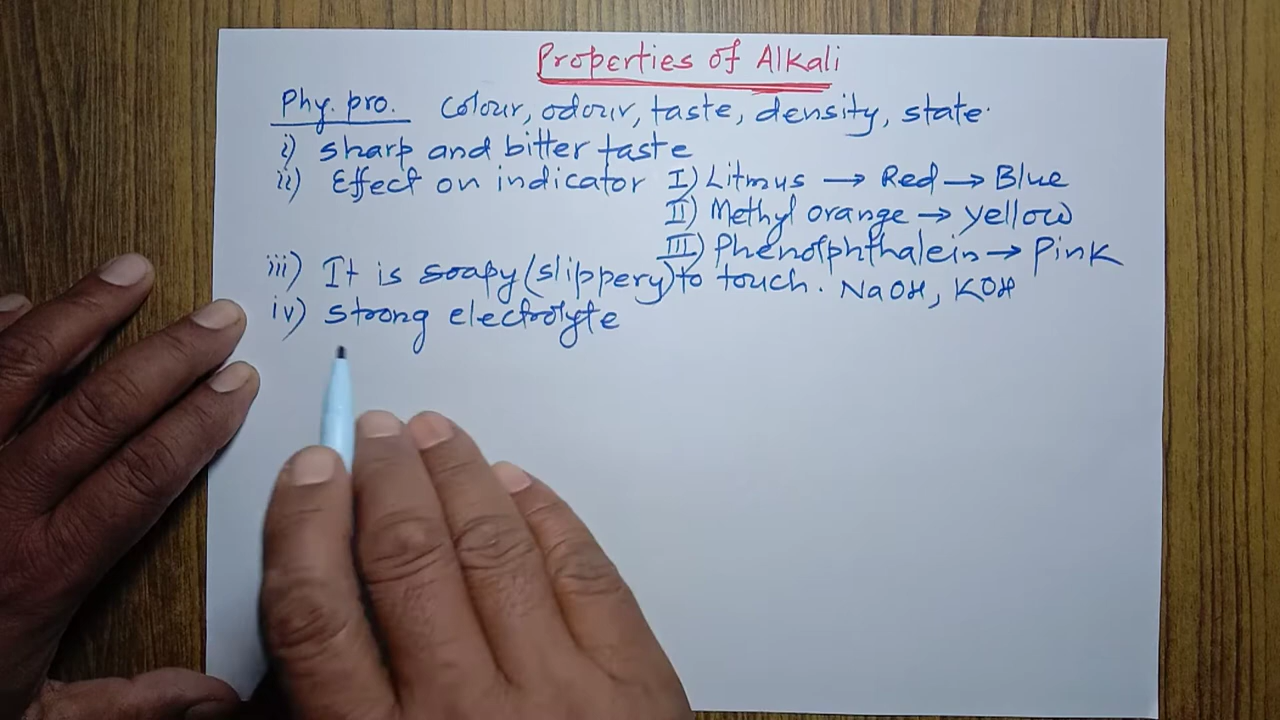 Properties of Alkali
Phy. pro. Colour, odour, taste, density, state.
i) sharp and bitter taste
ii) Effect on indicator I) Litmus → Red → Blue
II) Methyl orange → yellow
III) Phenolphthalein → Pink
iii) It is soapy (slippery) to touch. NaOH, KOH
iv) strong electrolyte